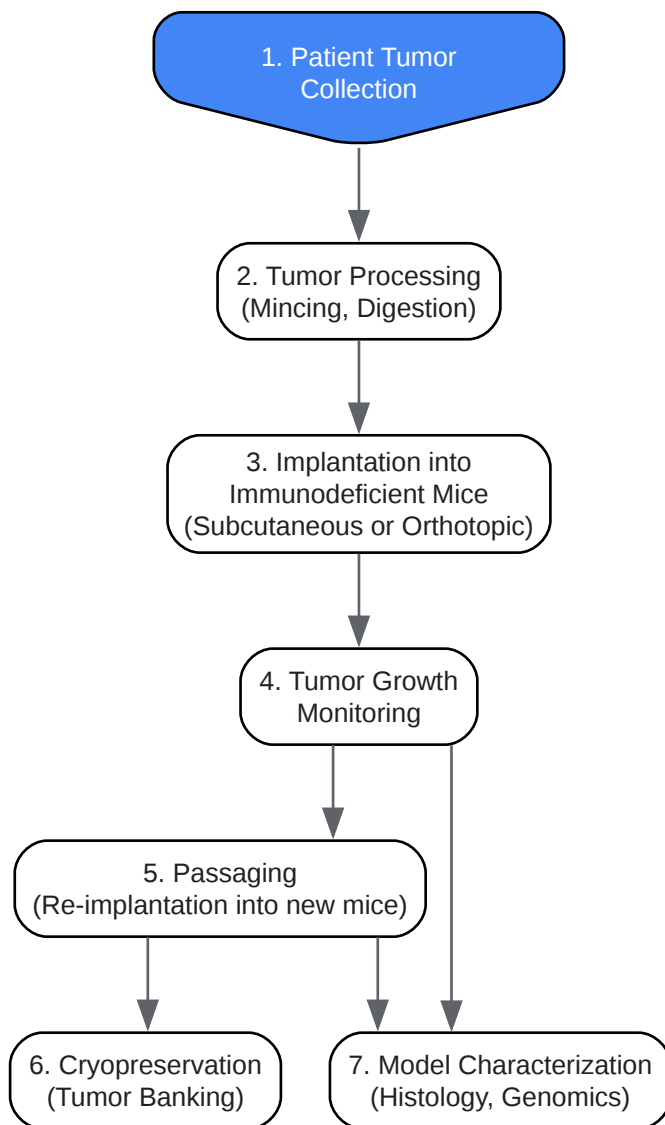 1. Patient Tumor
Collection
2. Tumor Processing
(Mincing, Digestion)
3. Implantation into
Immunodeficient Mice
(Subcutaneous or Orthotopic)
4. Tumor Growth
Monitoring
5. Passaging
(Re-implantation into new mice)
6. Cryopreservation
(Tumor Banking)
7. Model Characterization
(Histology, Genomics)